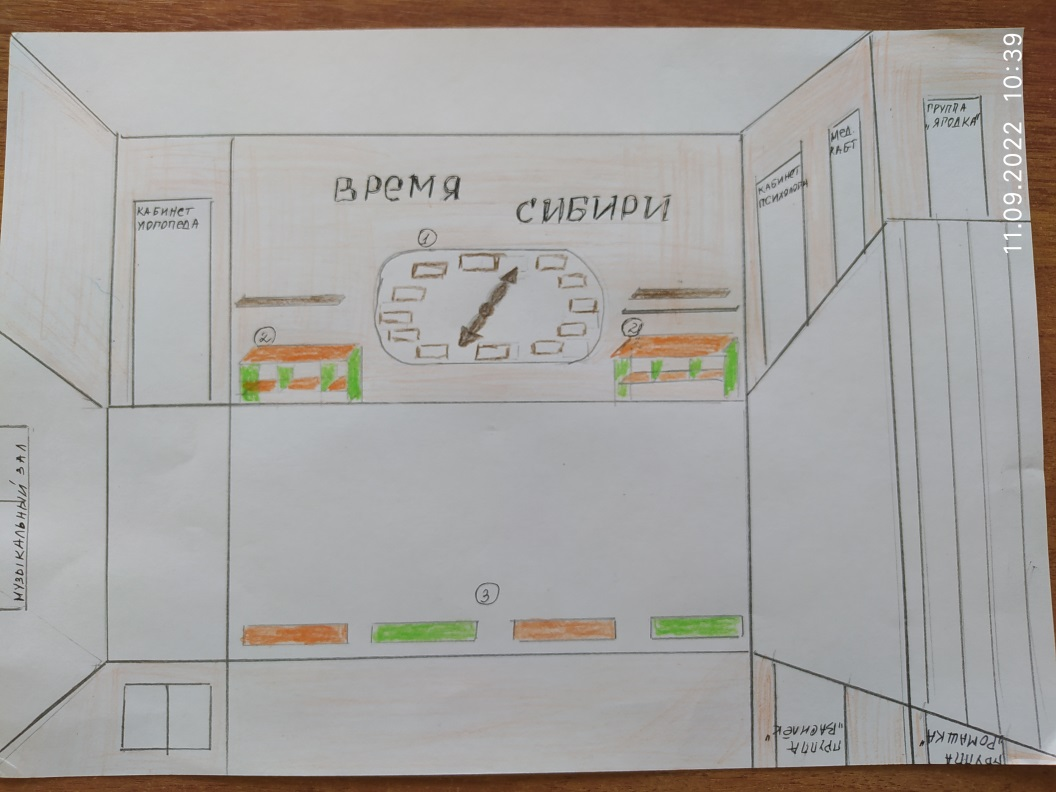 11.09.2022 10:39
ГРУППА
"ЯГОДКА"
МЕД.
КАБ-Т
КАБИНЕТ
ПСИХОЛОГА
ВРЕМЯ
СИБИРИ
КАБИНЕТ
ЛОГОПЕДА
1
2
2
МУЗЫКАЛЬНЫЙ ЗАЛ
3
ГРУППА
"ВАСИЛЁК"
ГРУППА
"РОМАШКА"